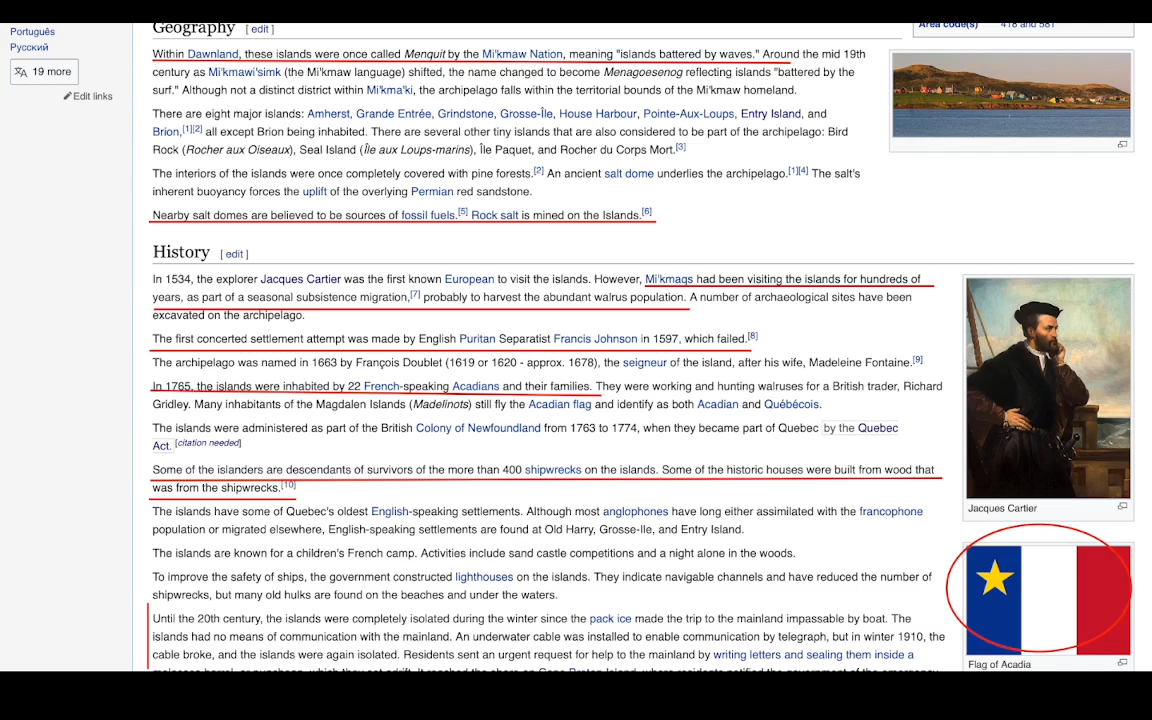 Português
Русский
19 more
Edit links
Geography [ edit ]
Area code(s) 418 and 581
Within Dawnland, these islands were once called Menquit by the Mi'kmaw Nation, meaning "islands battered by waves." Around the mid 19th
century as Mi'kmawi'simk (the Mi'kmaw language) shifted, the name changed to become Menagoesenog reflecting islands "battered by the
surf." Although not a distinct district within Mi'kma'ki, the archipelago falls within the territorial bounds of the Mi'kmaw homeland.
There are eight major islands: Amherst, Grande Entrée, Grindstone, Grosse-Île, House Harbour, Pointe-Aux-Loups, Entry Island, and
Brion,[1][2] all except Brion being inhabited. There are several other tiny islands that are also considered to be part of the archipelago: Bird
Rock (Rocher aux Oiseaux), Seal Island (Île aux Loups-marins), Île Paquet, and Rocher du Corps Mort.[3]
The interiors of the islands were once completely covered with pine forests.[2] An ancient salt dome underlies the archipelago.[1][4] The salt's
inherent buoyancy forces the uplift of the overlying Permian red sandstone.
Nearby salt domes are believed to be sources of fossil fuels.[5] Rock salt is mined on the Islands.[6]
History [ edit ]
In 1534, the explorer Jacques Cartier was the first known European to visit the islands. However, Mi'kmaqs had been visiting the islands for hundreds of
years, as part of a seasonal subsistence migration,[7] probably to harvest the abundant walrus population. A number of archaeological sites have been
excavated on the archipelago.
The first concerted settlement attempt was made by English Puritan Separatist Francis Johnson in 1597, which failed.[8]
The archipelago was named in 1663 by François Doublet (1619 or 1620 - approx. 1678), the seigneur of the island, after his wife, Madeleine Fontaine.[9]
In 1765, the islands were inhabited by 22 French-speaking Acadians and their families. They were working and hunting walruses for a British trader, Richard
Gridley. Many inhabitants of the Magdalen Islands (Madelinots) still fly the Acadian flag and identify as both Acadian and Québécois.
The islands were administered as part of the British Colony of Newfoundland from 1763 to 1774, when they became part of Quebec by the Quebec
Act.[citation needed]
Some of the islanders are descendants of survivors of the more than 400 shipwrecks on the islands. Some of the historic houses were built from wood that
was from the shipwrecks.[10]
The islands have some of Quebec's oldest English-speaking settlements. Although most anglophones have long either assimilated with the francophone
population or migrated elsewhere, English-speaking settlements are found at Old Harry, Grosse-Ile, and Entry Island.
The islands are known for a children's French camp. Activities include sand castle competitions and a night alone in the woods.
To improve the safety of ships, the government constructed lighthouses on the islands. They indicate navigable channels and have reduced the number of
shipwrecks, but many old hulks are found on the beaches and under the waters.
Until the 20th century, the islands were completely isolated during the winter since the pack ice made the trip to the mainland impassable by boat. The
islands had no means of communication with the mainland. An underwater cable was installed to enable communication by telegraph, but in winter 1910, the
cable broke, and the islands were again isolated. Residents sent an urgent request for help to the mainland by writing letters and sealing them inside a
Jacques Cartier
Flag of Acadia